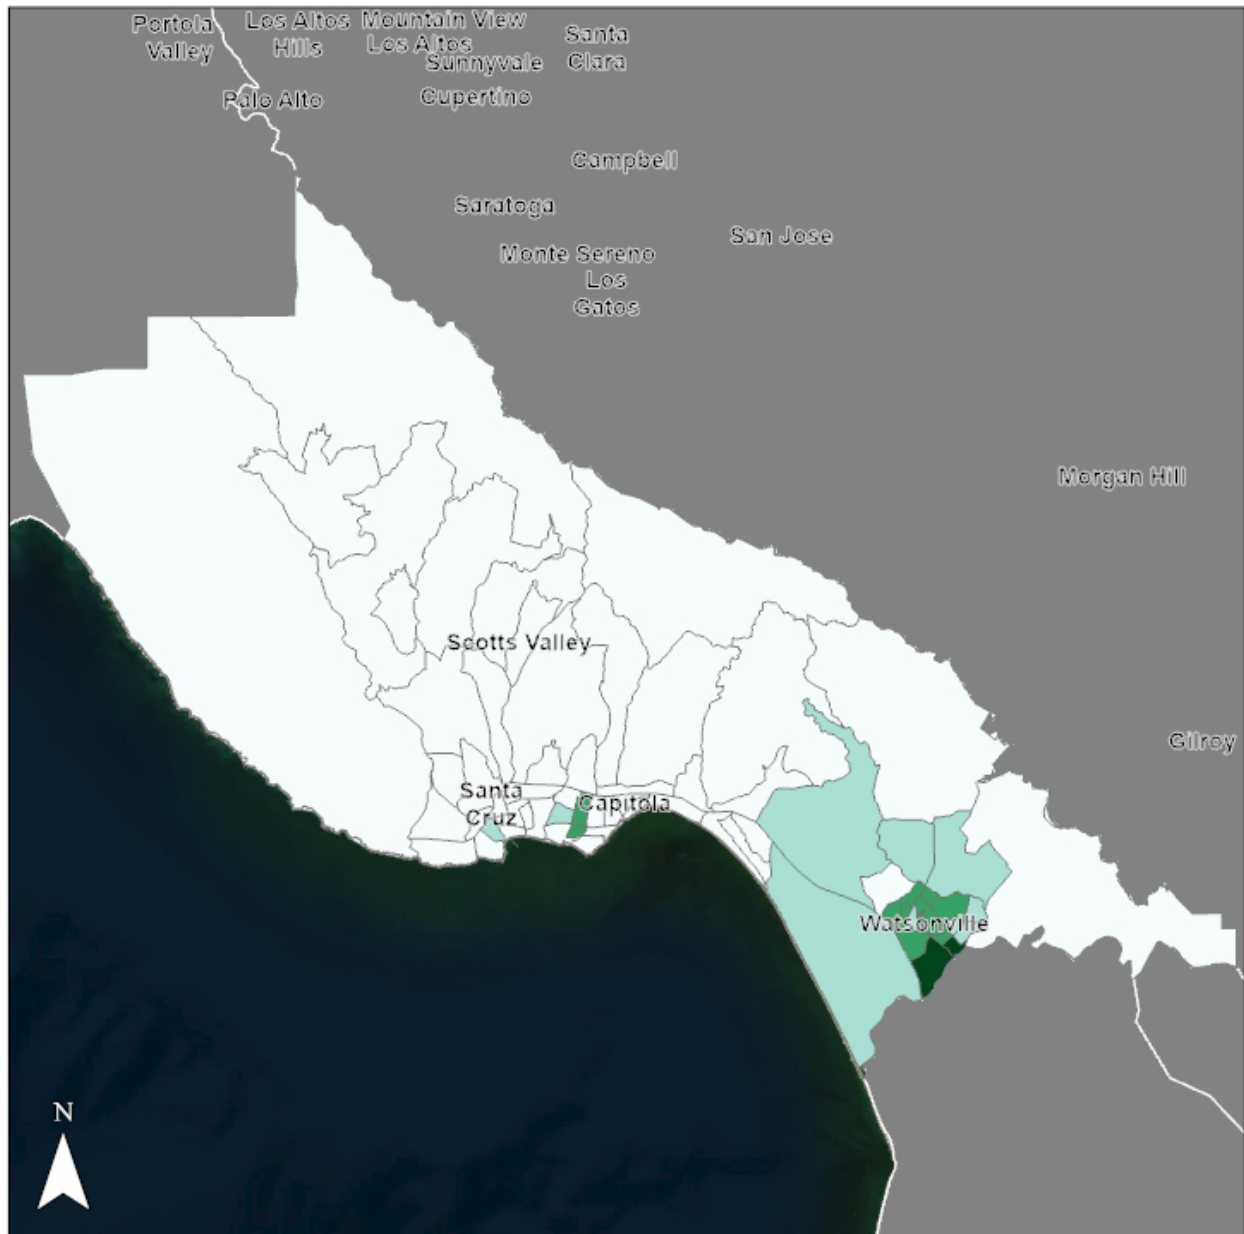 Portola
Valley
Los Altos
Hills
Mountain View
Los Altos
Sunnyvale
Santa
Clara
Palo Alto
Cupertino
Campbell
Saratoga
San Jose
Monte Sereno
Los
Gatos
Morgan Hill
Scotts Valley
Gilroy
Santa
Cruz
Capitola
Watsonville
N